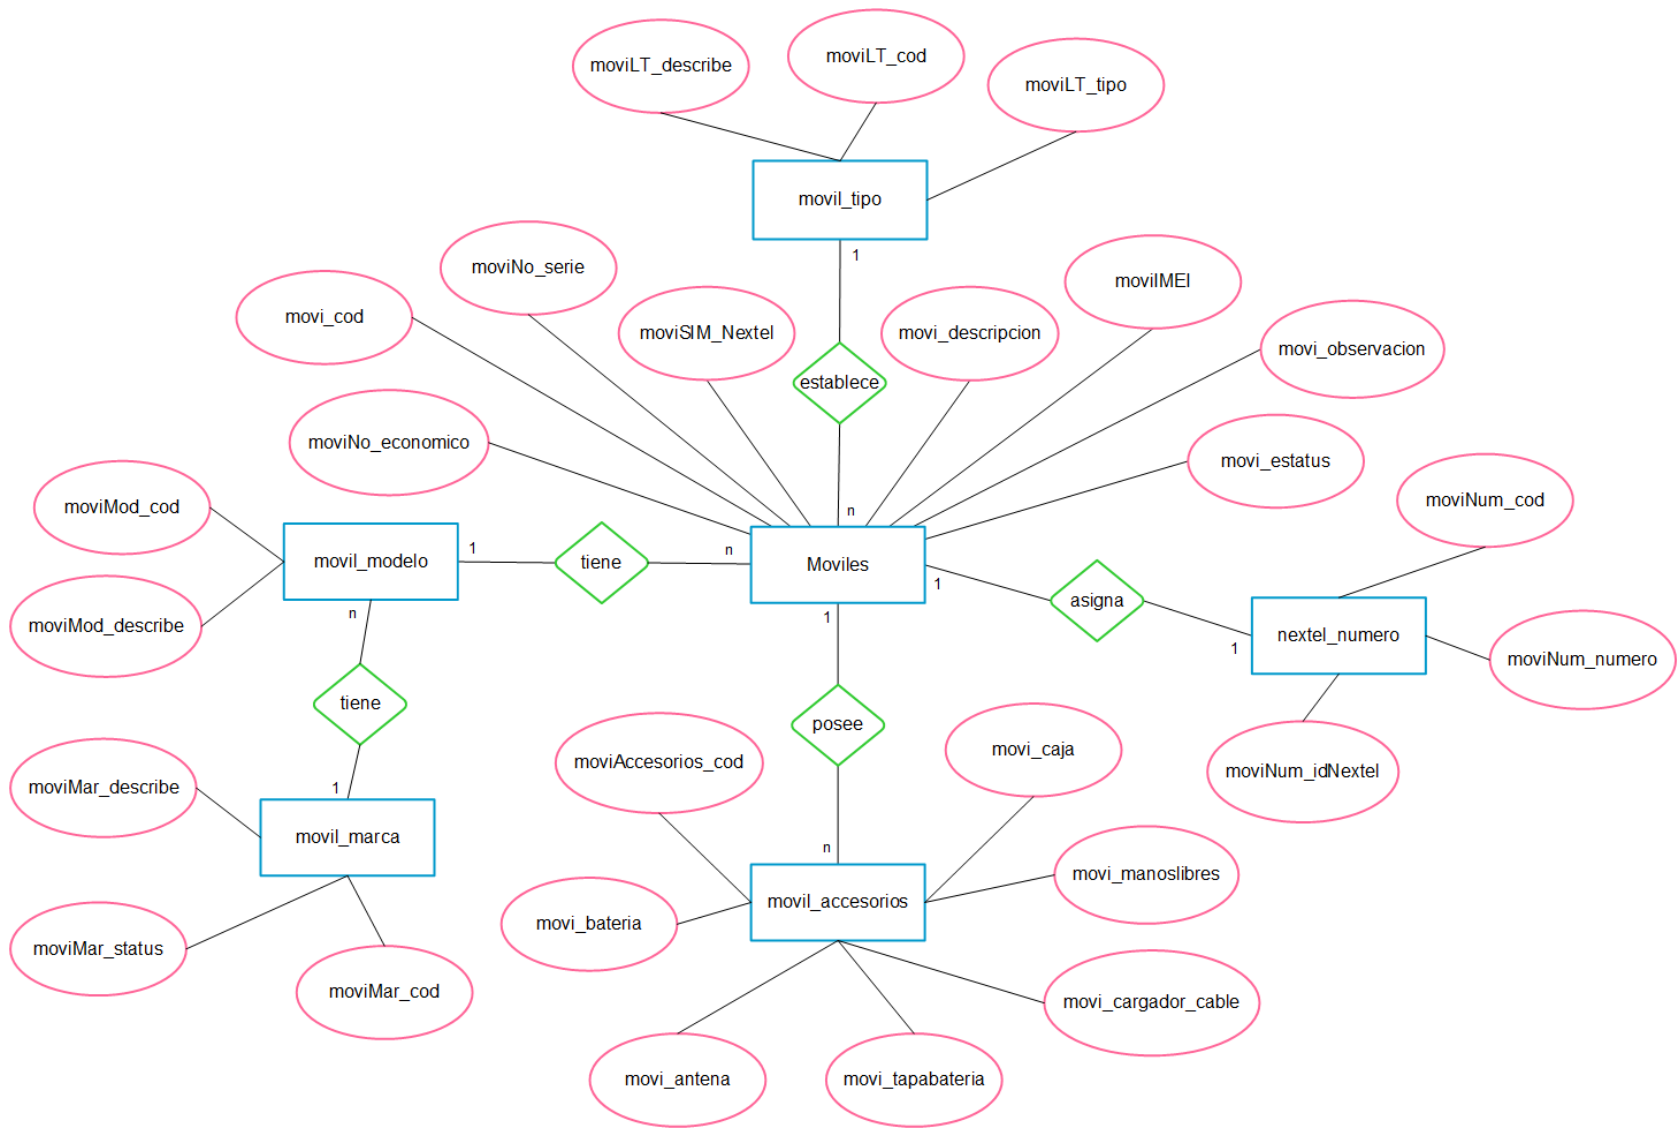 moviLT_describe
moviLT_cod
moviLT_tipo
movil_tipo
1
moviNo_serie
movi_cod
moviSIM_Nextel
movi_descripcion
moviIMEI
movi_observacion
establece
moviNo_economico
movi_estatus
n
moviMod_cod
moviNum_cod
movil_modelo
1
tiene
n
Moviles
1
asigna
1
nextel_numero
moviNum_numero
moviNum_idNextel
moviMod_describe
n
1
tiene
posee
moviMar_describe
1
movil_marca
moviMar_status
moviMar_cod
moviAccesorios_cod
movi_caja
n
movil_accesorios
movi_manoslibres
movi_bateria
movi_cargador_cable
movi_antena
movi_tapabateria